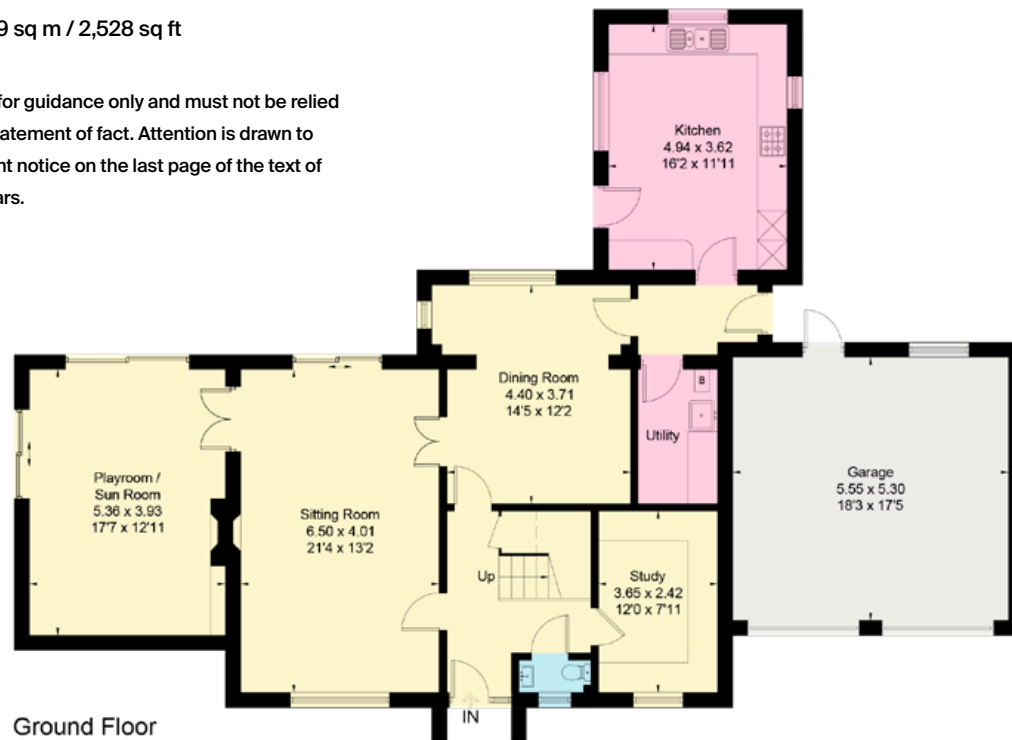 9 sq m / 2,528 sq ft
for guidance only and must not be relied
atement of fact. Attention is drawn to
nt notice on the last page of the text of
ars.
Kitchen
4.94 x 3.62
16'2 x 11'11
Dining Room
4.40 x 3.71
14'5 x 12'2
B
Utility
Garage
5.55 x 5.30
18'3 x 17'5
Playroom /
Sun Room
5.36 x 3.93
17'7 x 12'11
Sitting Room
6.50 x 4.01
21'4 x 13'2
Up
Study
3.65 x 2.42
12'0 x 7'11
IN
Ground Floor